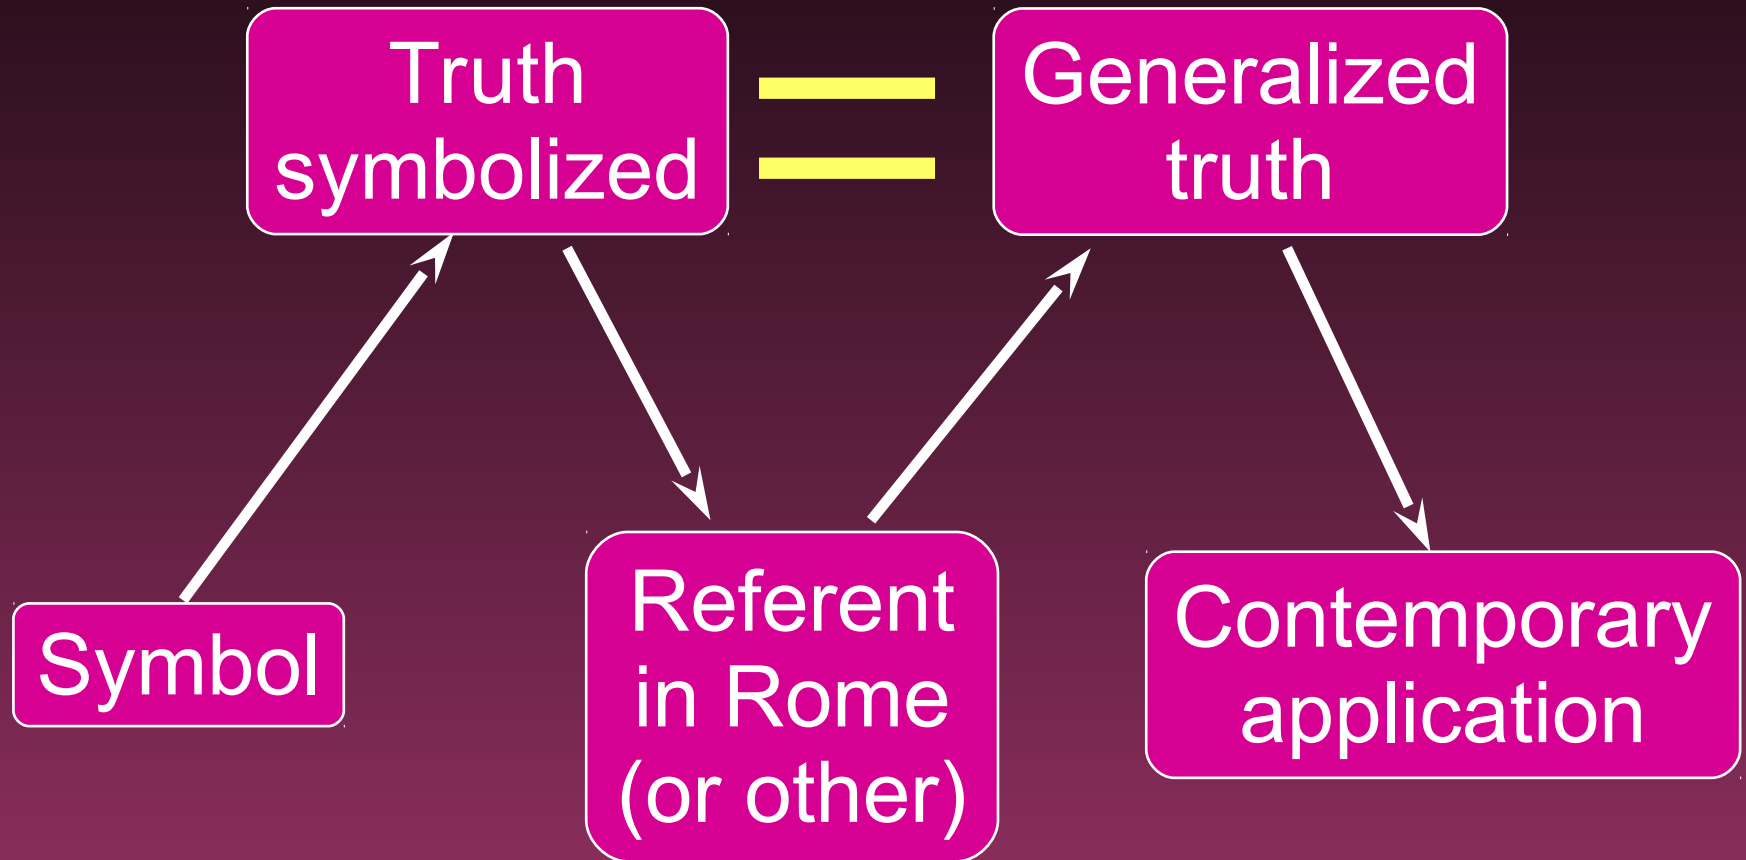 Truth
symbolized
Generalized
truth
Symbol
Referent
in Rome
(or other)
Contemporary
application